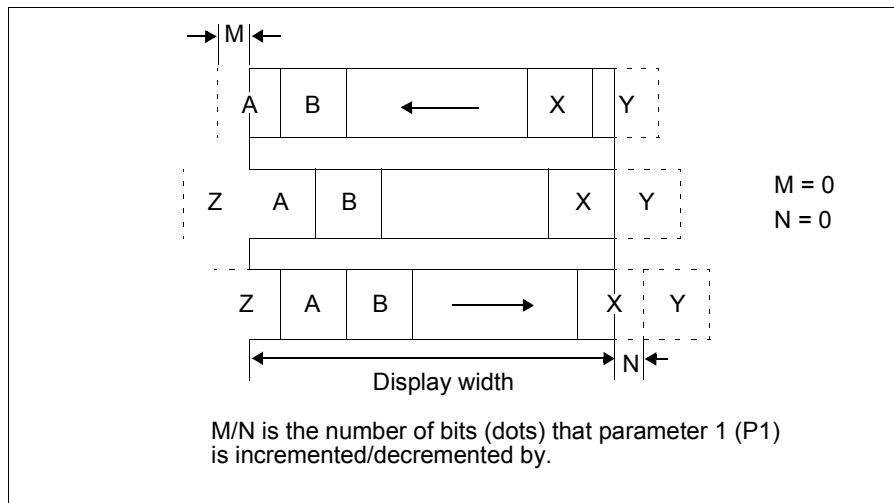 M
A B X Y
Z A B X Y
M = 0
N = 0
Z A B X Y
N
Display width
M/N is the number of bits (dots) that parameter 1 (P1)
is incremented/decremented by.